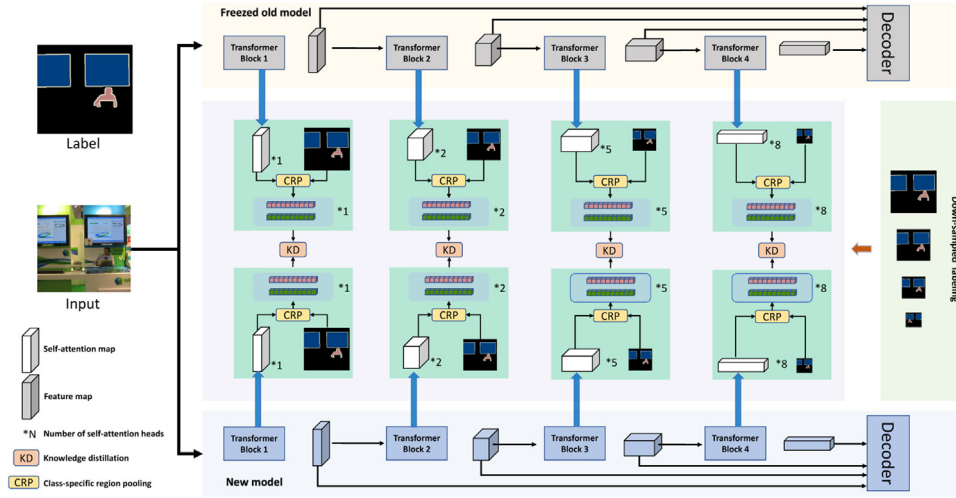 Freezed old model
Transformer
Block 1
Transformer
Block 2
Transformer
Block 3
Transformer
Block 4
Decoder
Label
Input
*1
CRP
*1
KD
*1
CRP
*1
*2
CRP
*2
KD
*2
CRP
*2
*5
CRP
*5
KD
*5
CRP
*5
*8
CRP
*8
KD
*8
CRP
*8
Down-sampled labeling
Self-attention map
Feature map
*N Number of self-attention heads
KD Knowledge distillation
CRP Class-specific region pooling
Transformer
Block 1
Transformer
Block 2
Transformer
Block 3
Transformer
Block 4
Decoder
New model